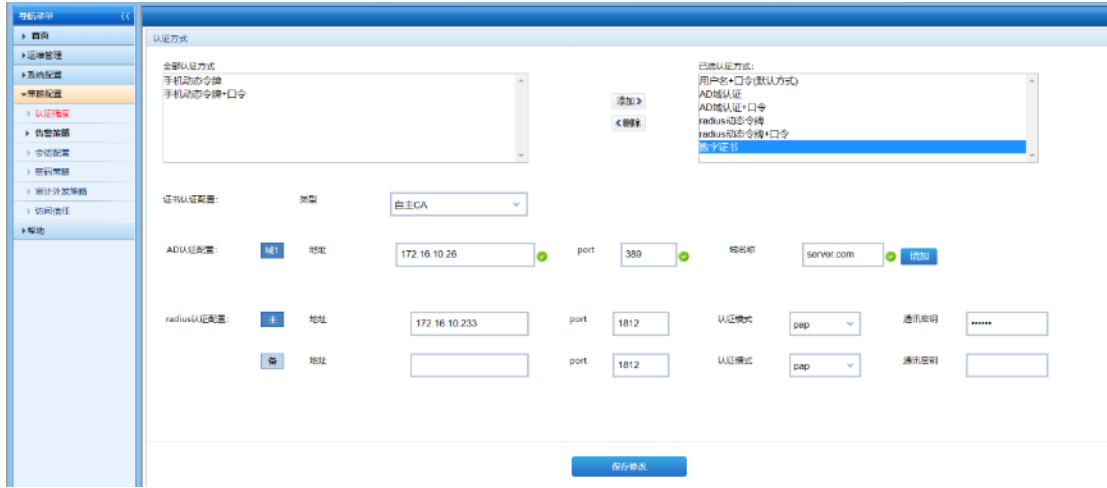 导航菜单
首页
运维管理
系统配置
策略配置
认证强度
伪密策略
会话配置
密码策略
审计外发策略
访问信任
帮助
认证方式
全部认证方式
手机动态令牌
手机动态令牌+口令
添加
删除
已选认证方式:
用户名+口令(默认方式)
AD域认证
AD域认证+口令
radius动态令牌
radius动态令牌+口令
数字证书
证书认证配置: 类型 自主CA
AD认证配置: 域1 地址 172.16.10.26 port 389 域名称 server.com 增加
radius认证配置: 主 地址 172.16.10.233 port 1812 认证模式 pap 通讯密钥 ••••••
备 地址 port 1812 认证模式 pap 通讯密钥
保存修改